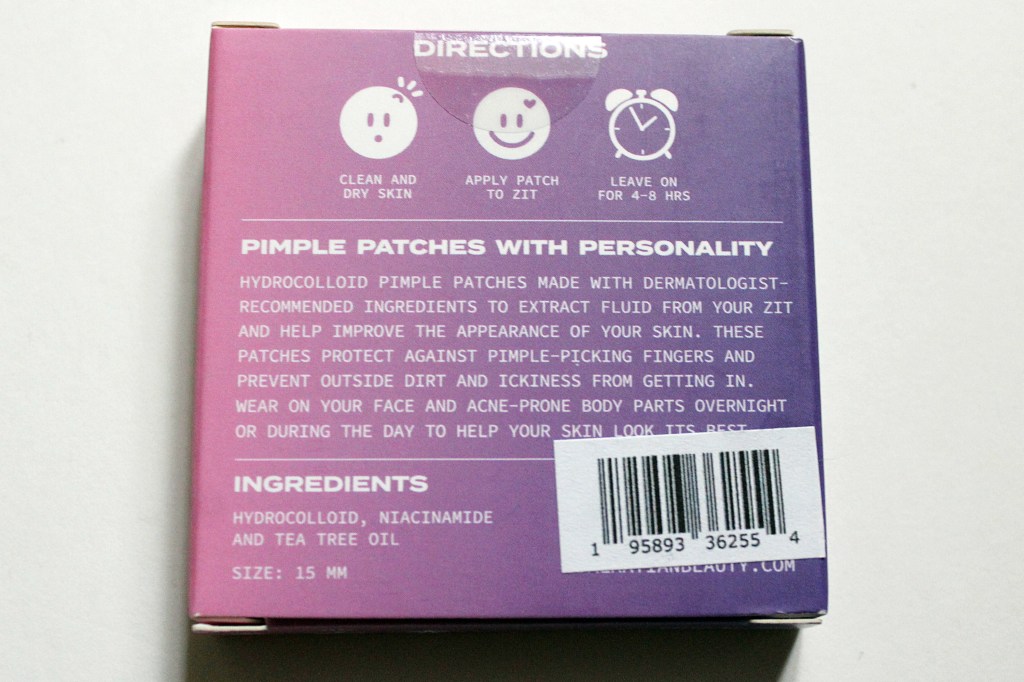 DIRECTIONS
CLEAN AND
DRY SKIN
APPLY PATCH
TO ZIT
LEAVE ON
FOR 4-8 HRS
PIMPLE PATCHES WITH PERSONALITY
HYDROCOLLOID PIMPLE PATCHES MADE WITH DERMATOLOGIST-
RECOMMENDED INGREDIENTS TO EXTRACT FLUID FROM YOUR ZIT
AND HELP IMPROVE THE APPEARANCE OF YOUR SKIN. THESE
PATCHES PROTECT AGAINST PIMPLE-PICKING FINGERS AND
PREVENT OUTSIDE DIRT AND ICKINESS FROM GETTING IN.
WEAR ON YOUR FACE AND ACNE-PRONE BODY PARTS OVERNIGHT
OR DURING THE DAY TO HELP YOUR SKIN LOOK ITS BEST
INGREDIENTS
HYDROCOLLOID, NIACINAMIDE
AND TEA TREE OIL
SIZE: 15 MM
1 95893 36255 4